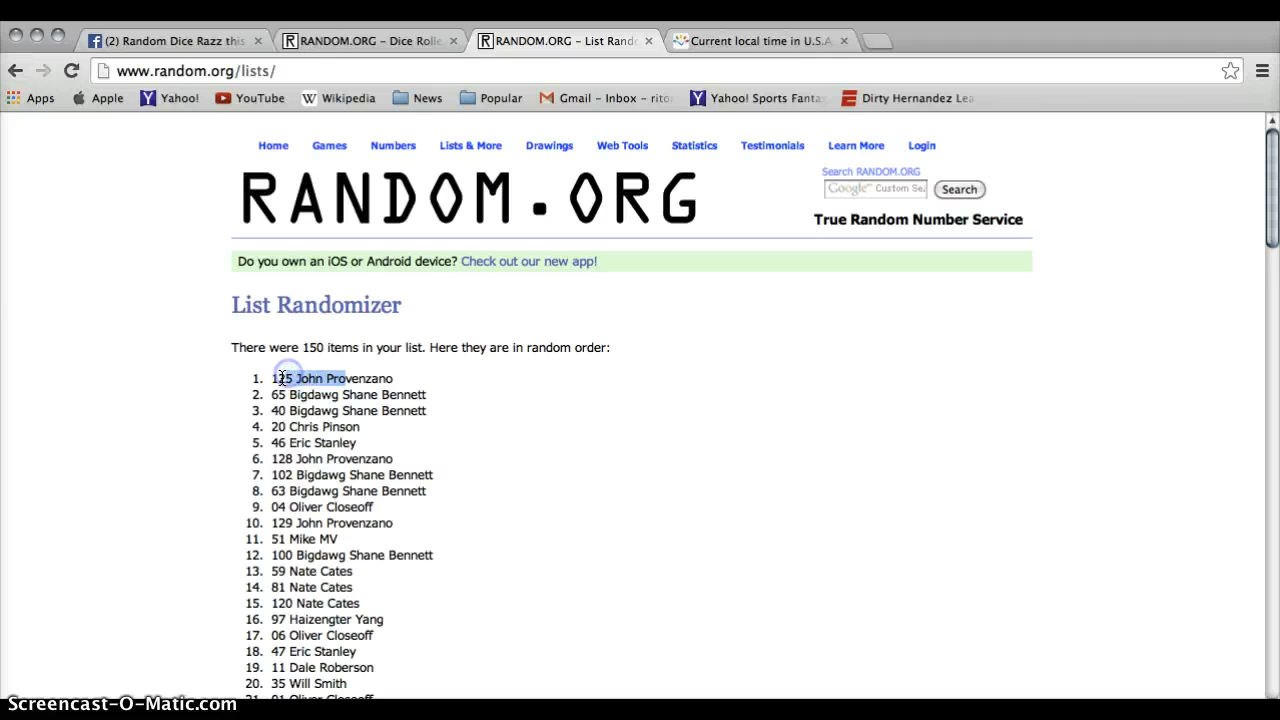 (2) Random Dice Razz this
RANDOM.ORG - Dice Rolle
RANDOM.ORG - List Rand
Current local time in U.S.A.
www.random.org/lists/
Apps Apple Yahoo! YouTube Wikipedia News Popular Gmail - Inbox - rito Yahoo! Sports Fantas Dirty Hernandez Lea
Home Games Numbers Lists & More Drawings Web Tools Statistics Testimonials Learn More Login
Search RANDOM.ORG
RANDOM.ORG
Google™ Custom Sea Search
True Random Number Service
Do you own an iOS or Android device? Check out our new app!
List Randomizer
There were 150 items in your list. Here they are in random order:
1. 125 John Provenzano
2. 65 Bigdawg Shane Bennett
3. 40 Bigdawg Shane Bennett
4. 20 Chris Pinson
5. 46 Eric Stanley
6. 128 John Provenzano
7. 102 Bigdawg Shane Bennett
8. 63 Bigdawg Shane Bennett
9. 04 Oliver Closeoff
10. 129 John Provenzano
11. 51 Mike MV
12. 100 Bigdawg Shane Bennett
13. 59 Nate Cates
14. 81 Nate Cates
15. 120 Nate Cates
16. 97 Haizengter Yang
17. 06 Oliver Closeoff
18. 47 Eric Stanley
19. 11 Dale Roberson
20. 35 Will Smith
Screencast-O-Matic.com